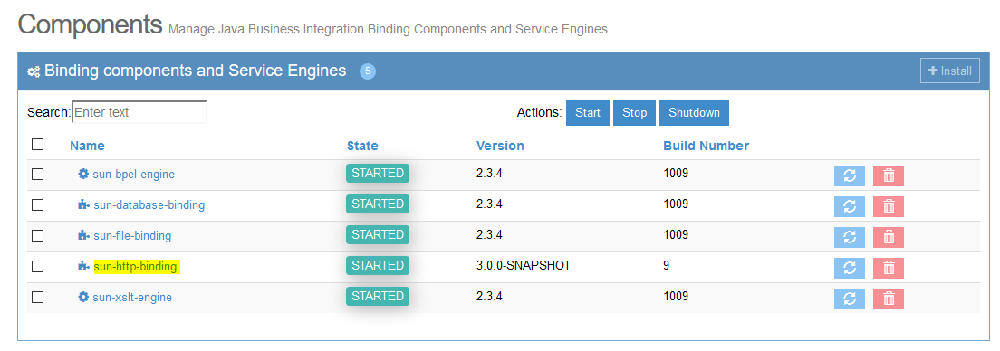 Components Manage Java Business Integration Binding Components and Service Engines.
Binding components and Service Engines 5 Install
Search: Enter text Actions: Start Stop Shutdown
Name State Version Build Number
sun-bpel-engine STARTED 2.3.4 1009
sun-database-binding STARTED 2.3.4 1009
sun-file-binding STARTED 2.3.4 1009
sun-http-binding STARTED 3.0.0-SNAPSHOT 9
sun-xslt-engine STARTED 2.3.4 1009